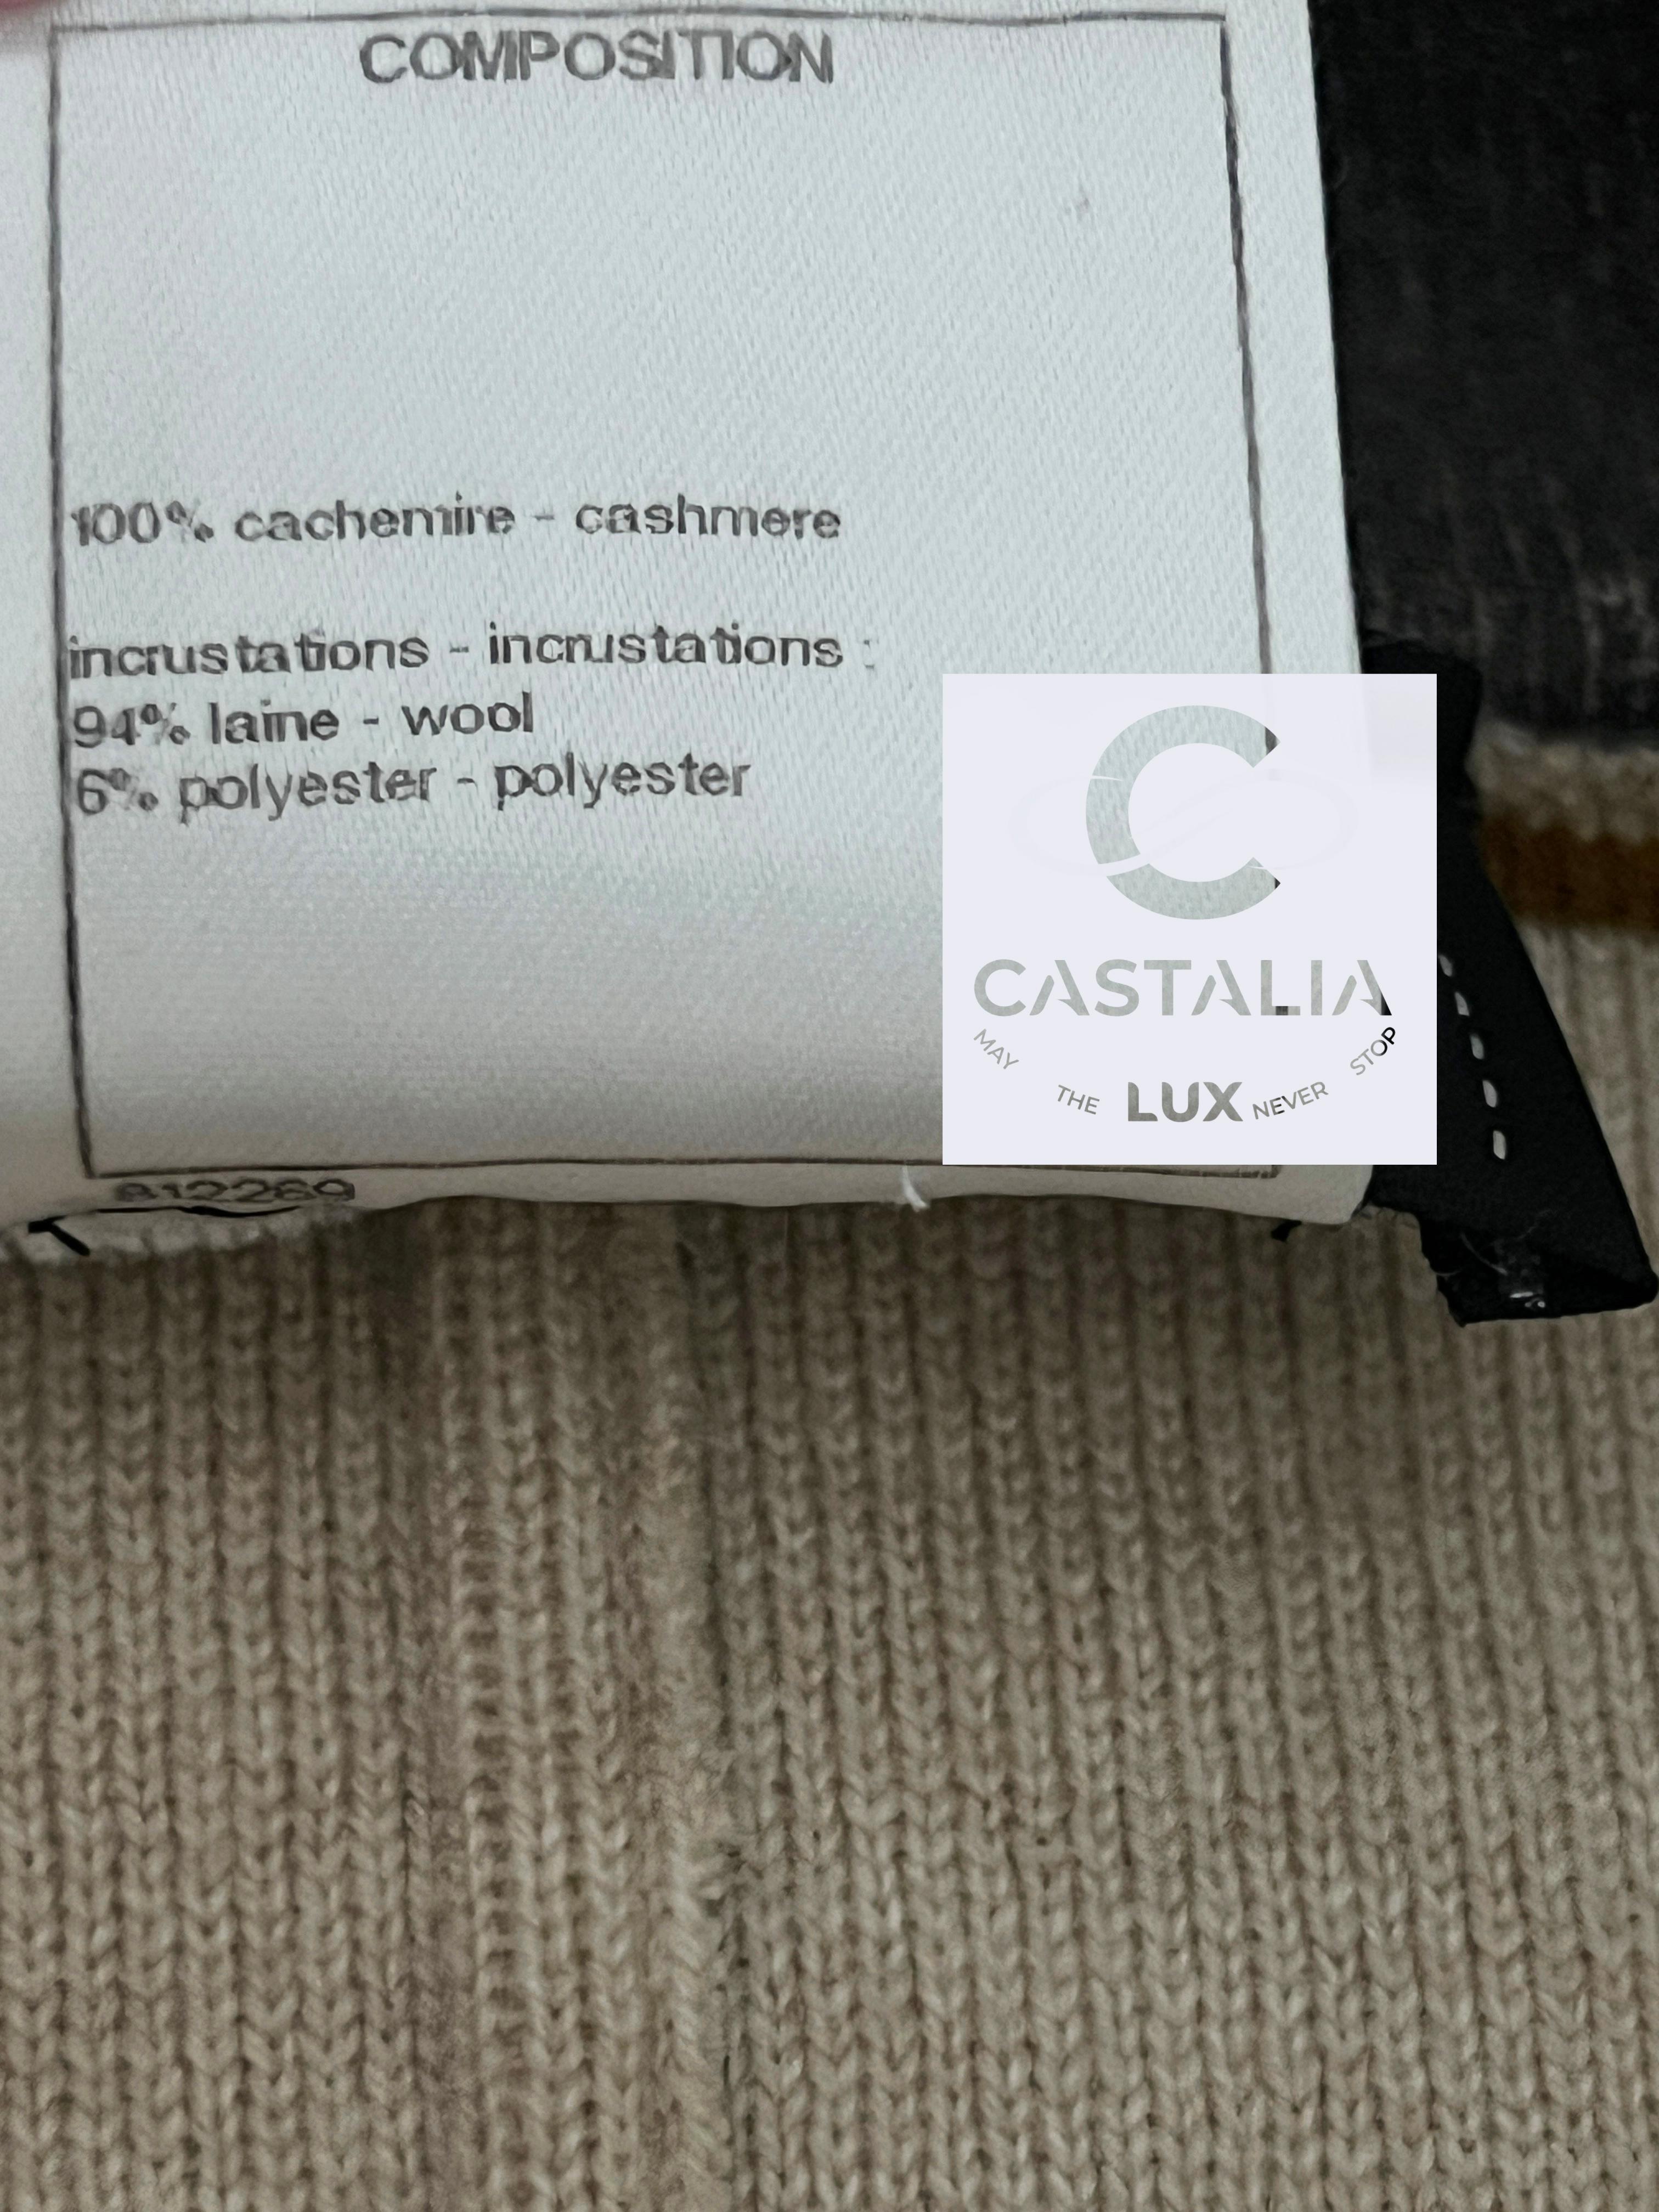 COMPOSITION
100% cachemire - cashmere
incrustations - incrustations :
94% laine - wool
6% polyester - polyester
C
CASTALIA
MAY THE LUX NEVER STOP